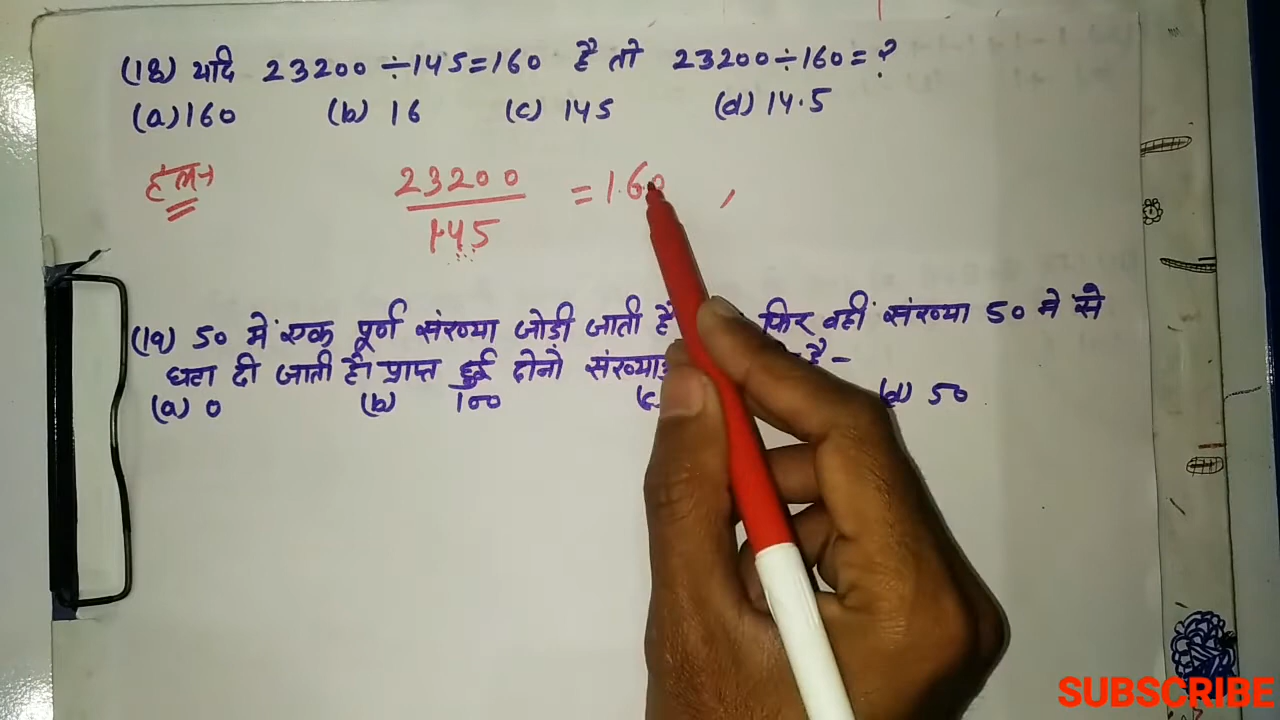 (18) यदि 23200 ÷ 145 = 160 है तो 23200 ÷ 160 = ?
(a) 160 (b) 16 (c) 145 (d) 14.5
हल→ 23200 = 160 ,
145
(19) 50 में एक पूर्ण संख्या जोड़ी जाती है फिर वही संख्या 50 में से
घटा दी जाती है। प्राप्त हुई दोनों है -
(a) 0 (b) 100 (d) 50
SUBSCRIBE